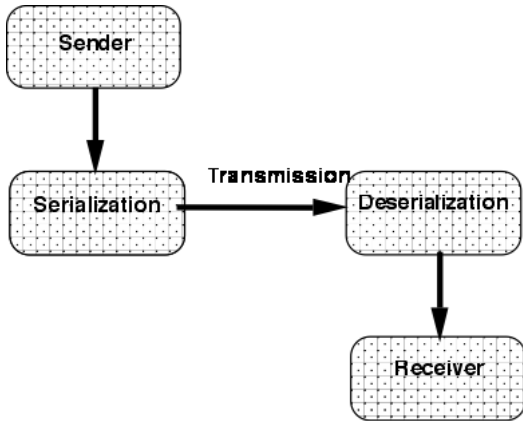 Sender
Transmission
Serialization
Deserialization
Receiver